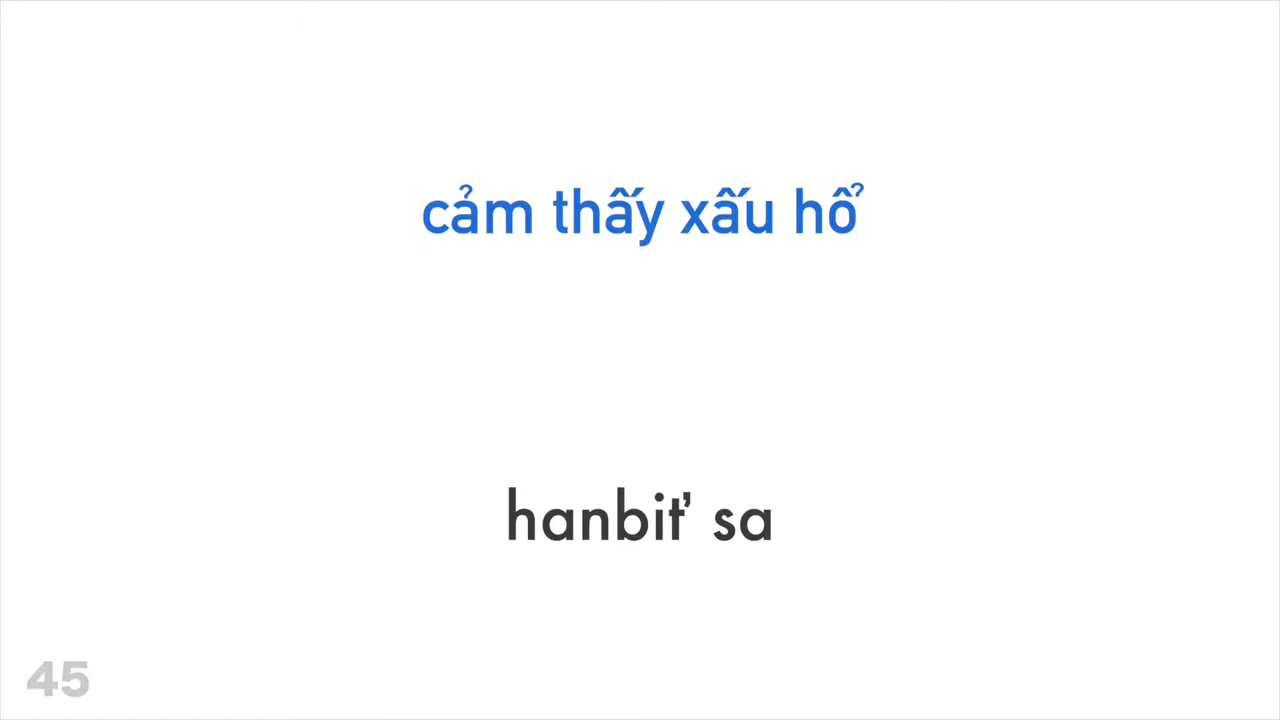 cảm thấy xấu hổ
hanbiť sa
45